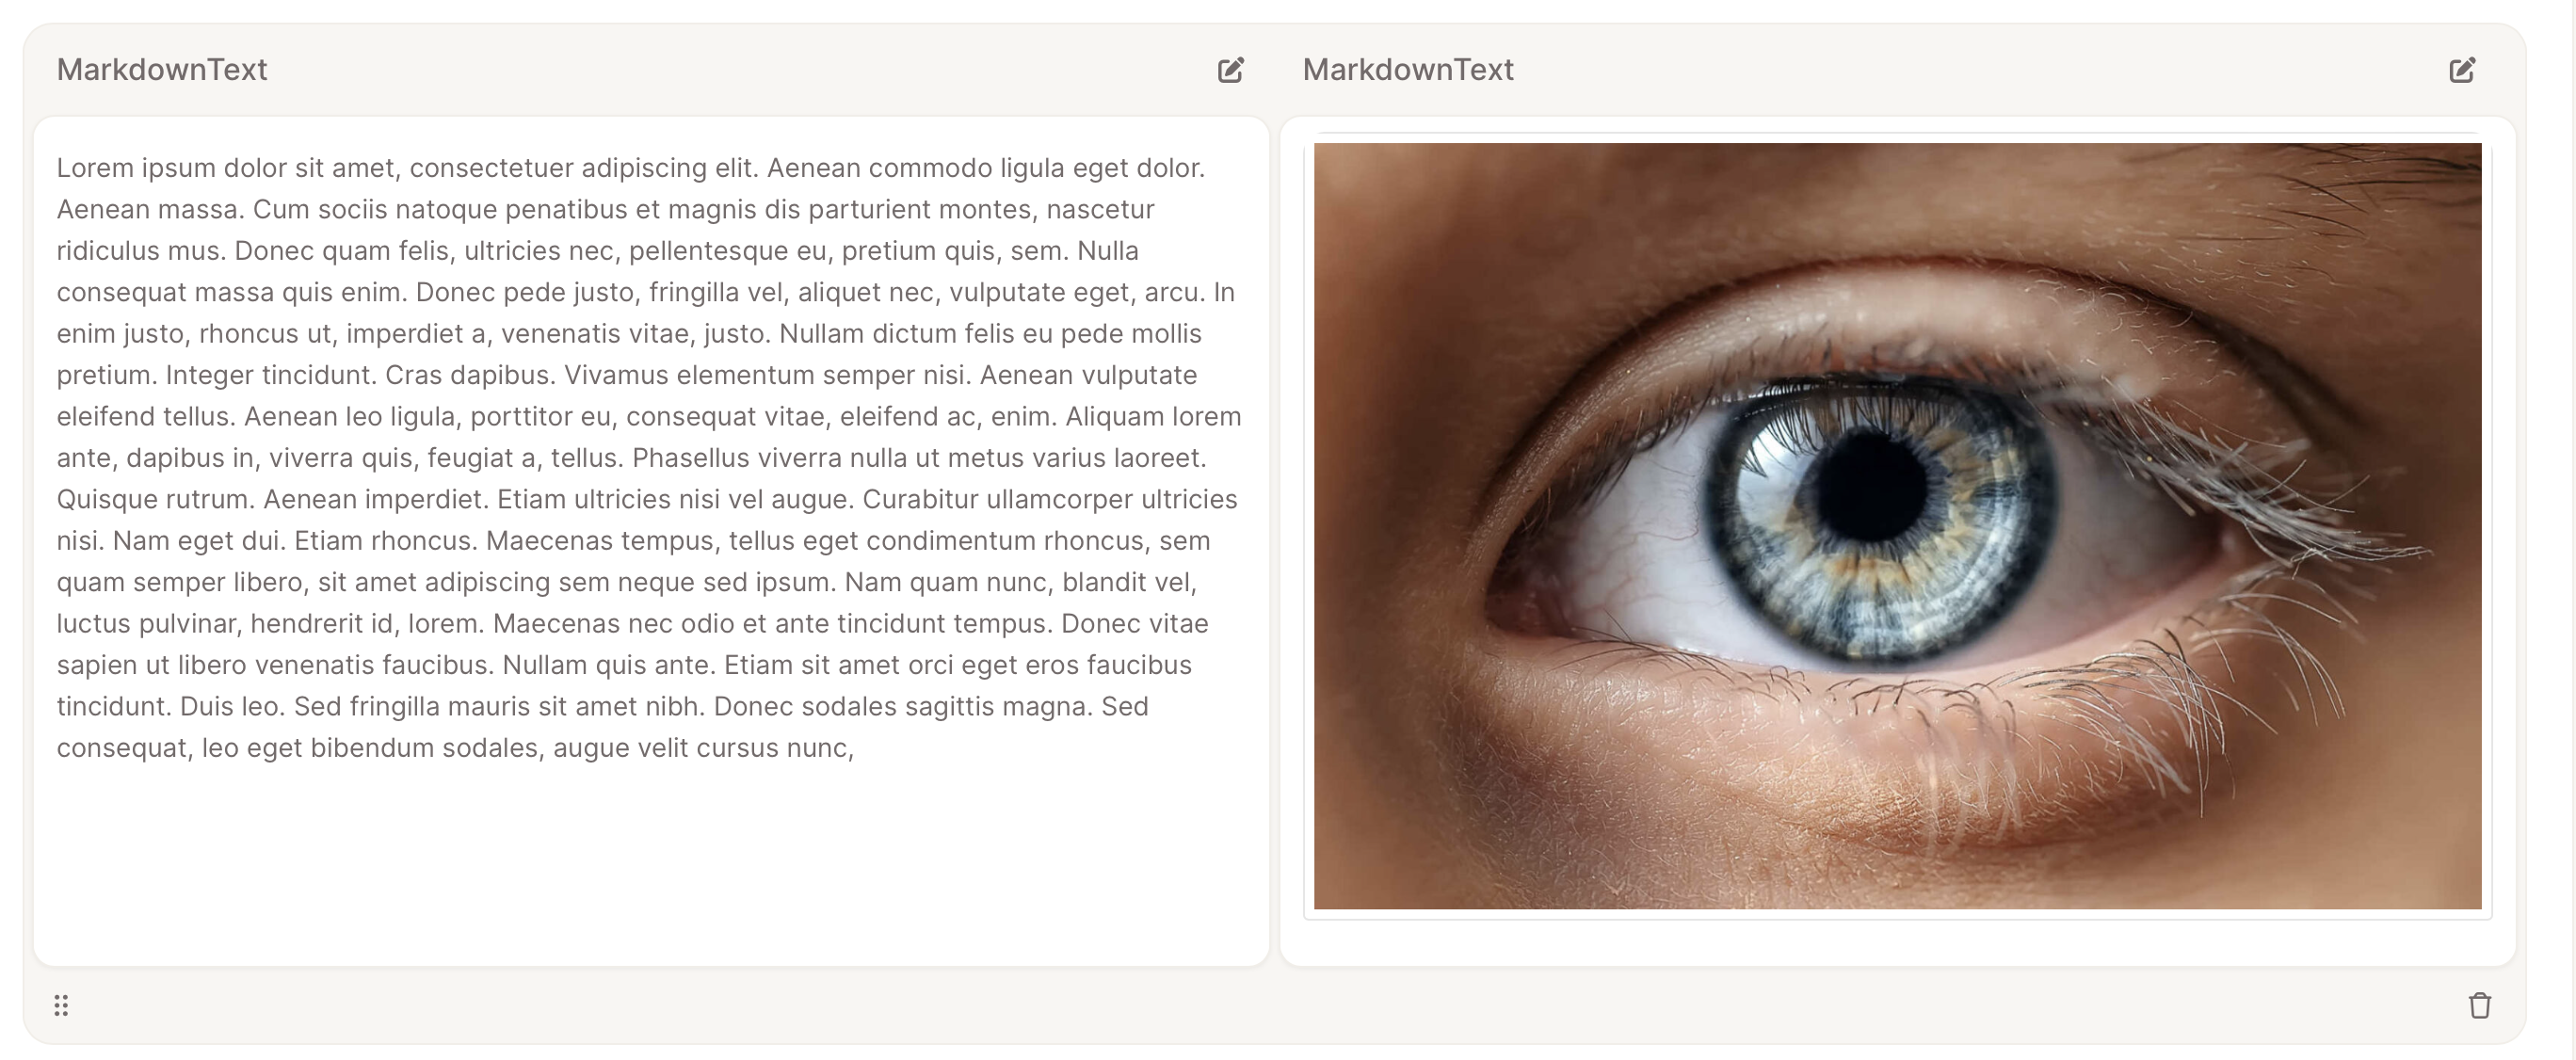 MarkdownText
Lorem ipsum dolor sit amet, consectetuer adipiscing elit. Aenean commodo ligula eget dolor.
Aenean massa. Cum sociis natoque penatibus et magnis dis parturient montes, nascetur
ridiculus mus. Donec quam felis, ultricies nec, pellentesque eu, pretium quis, sem. Nulla
consequat massa quis enim. Donec pede justo, fringilla vel, aliquet nec, vulputate eget, arcu. In
enim justo, rhoncus ut, imperdiet a, venenatis vitae, justo. Nullam dictum felis eu pede mollis
pretium. Integer tincidunt. Cras dapibus. Vivamus elementum semper nisi. Aenean vulputate
eleifend tellus. Aenean leo ligula, porttitor eu, consequat vitae, eleifend ac, enim. Aliquam lorem
ante, dapibus in, viverra quis, feugiat a, tellus. Phasellus viverra nulla ut metus varius laoreet.
Quisque rutrum. Aenean imperdiet. Etiam ultricies nisi vel augue. Curabitur ullamcorper ultricies
nisi. Nam eget dui. Etiam rhoncus. Maecenas tempus, tellus eget condimentum rhoncus, sem
quam semper libero, sit amet adipiscing sem neque sed ipsum. Nam quam nunc, blandit vel,
luctus pulvinar, hendrerit id, lorem. Maecenas nec odio et ante tincidunt tempus. Donec vitae
sapien ut libero venenatis faucibus. Nullam quis ante. Etiam sit amet orci eget eros faucibus
tincidunt. Duis leo. Sed fringilla mauris sit amet nibh. Donec sodales sagittis magna. Sed
consequat, leo eget bibendum sodales, augue velit cursus nunc,
MarkdownText